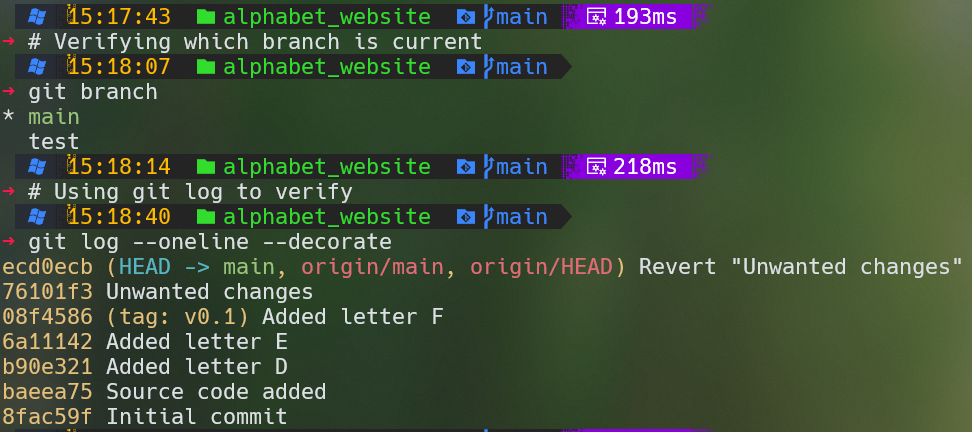 15:17:43 alphabet_website main 193ms
➜ # Verifying which branch is current
15:18:07 alphabet_website main
➜ git branch
* main
test
15:18:14 alphabet_website main 218ms
➜ # Using git log to verify
15:18:40 alphabet_website main
➜ git log --oneline --decorate
ecd0ecb (HEAD -> main, origin/main, origin/HEAD) Revert "Unwanted changes"
76101f3 Unwanted changes
08f4586 (tag: v0.1) Added letter F
6a11142 Added letter E
b90e321 Added letter D
baeea75 Source code added
8fac59f Initial commit